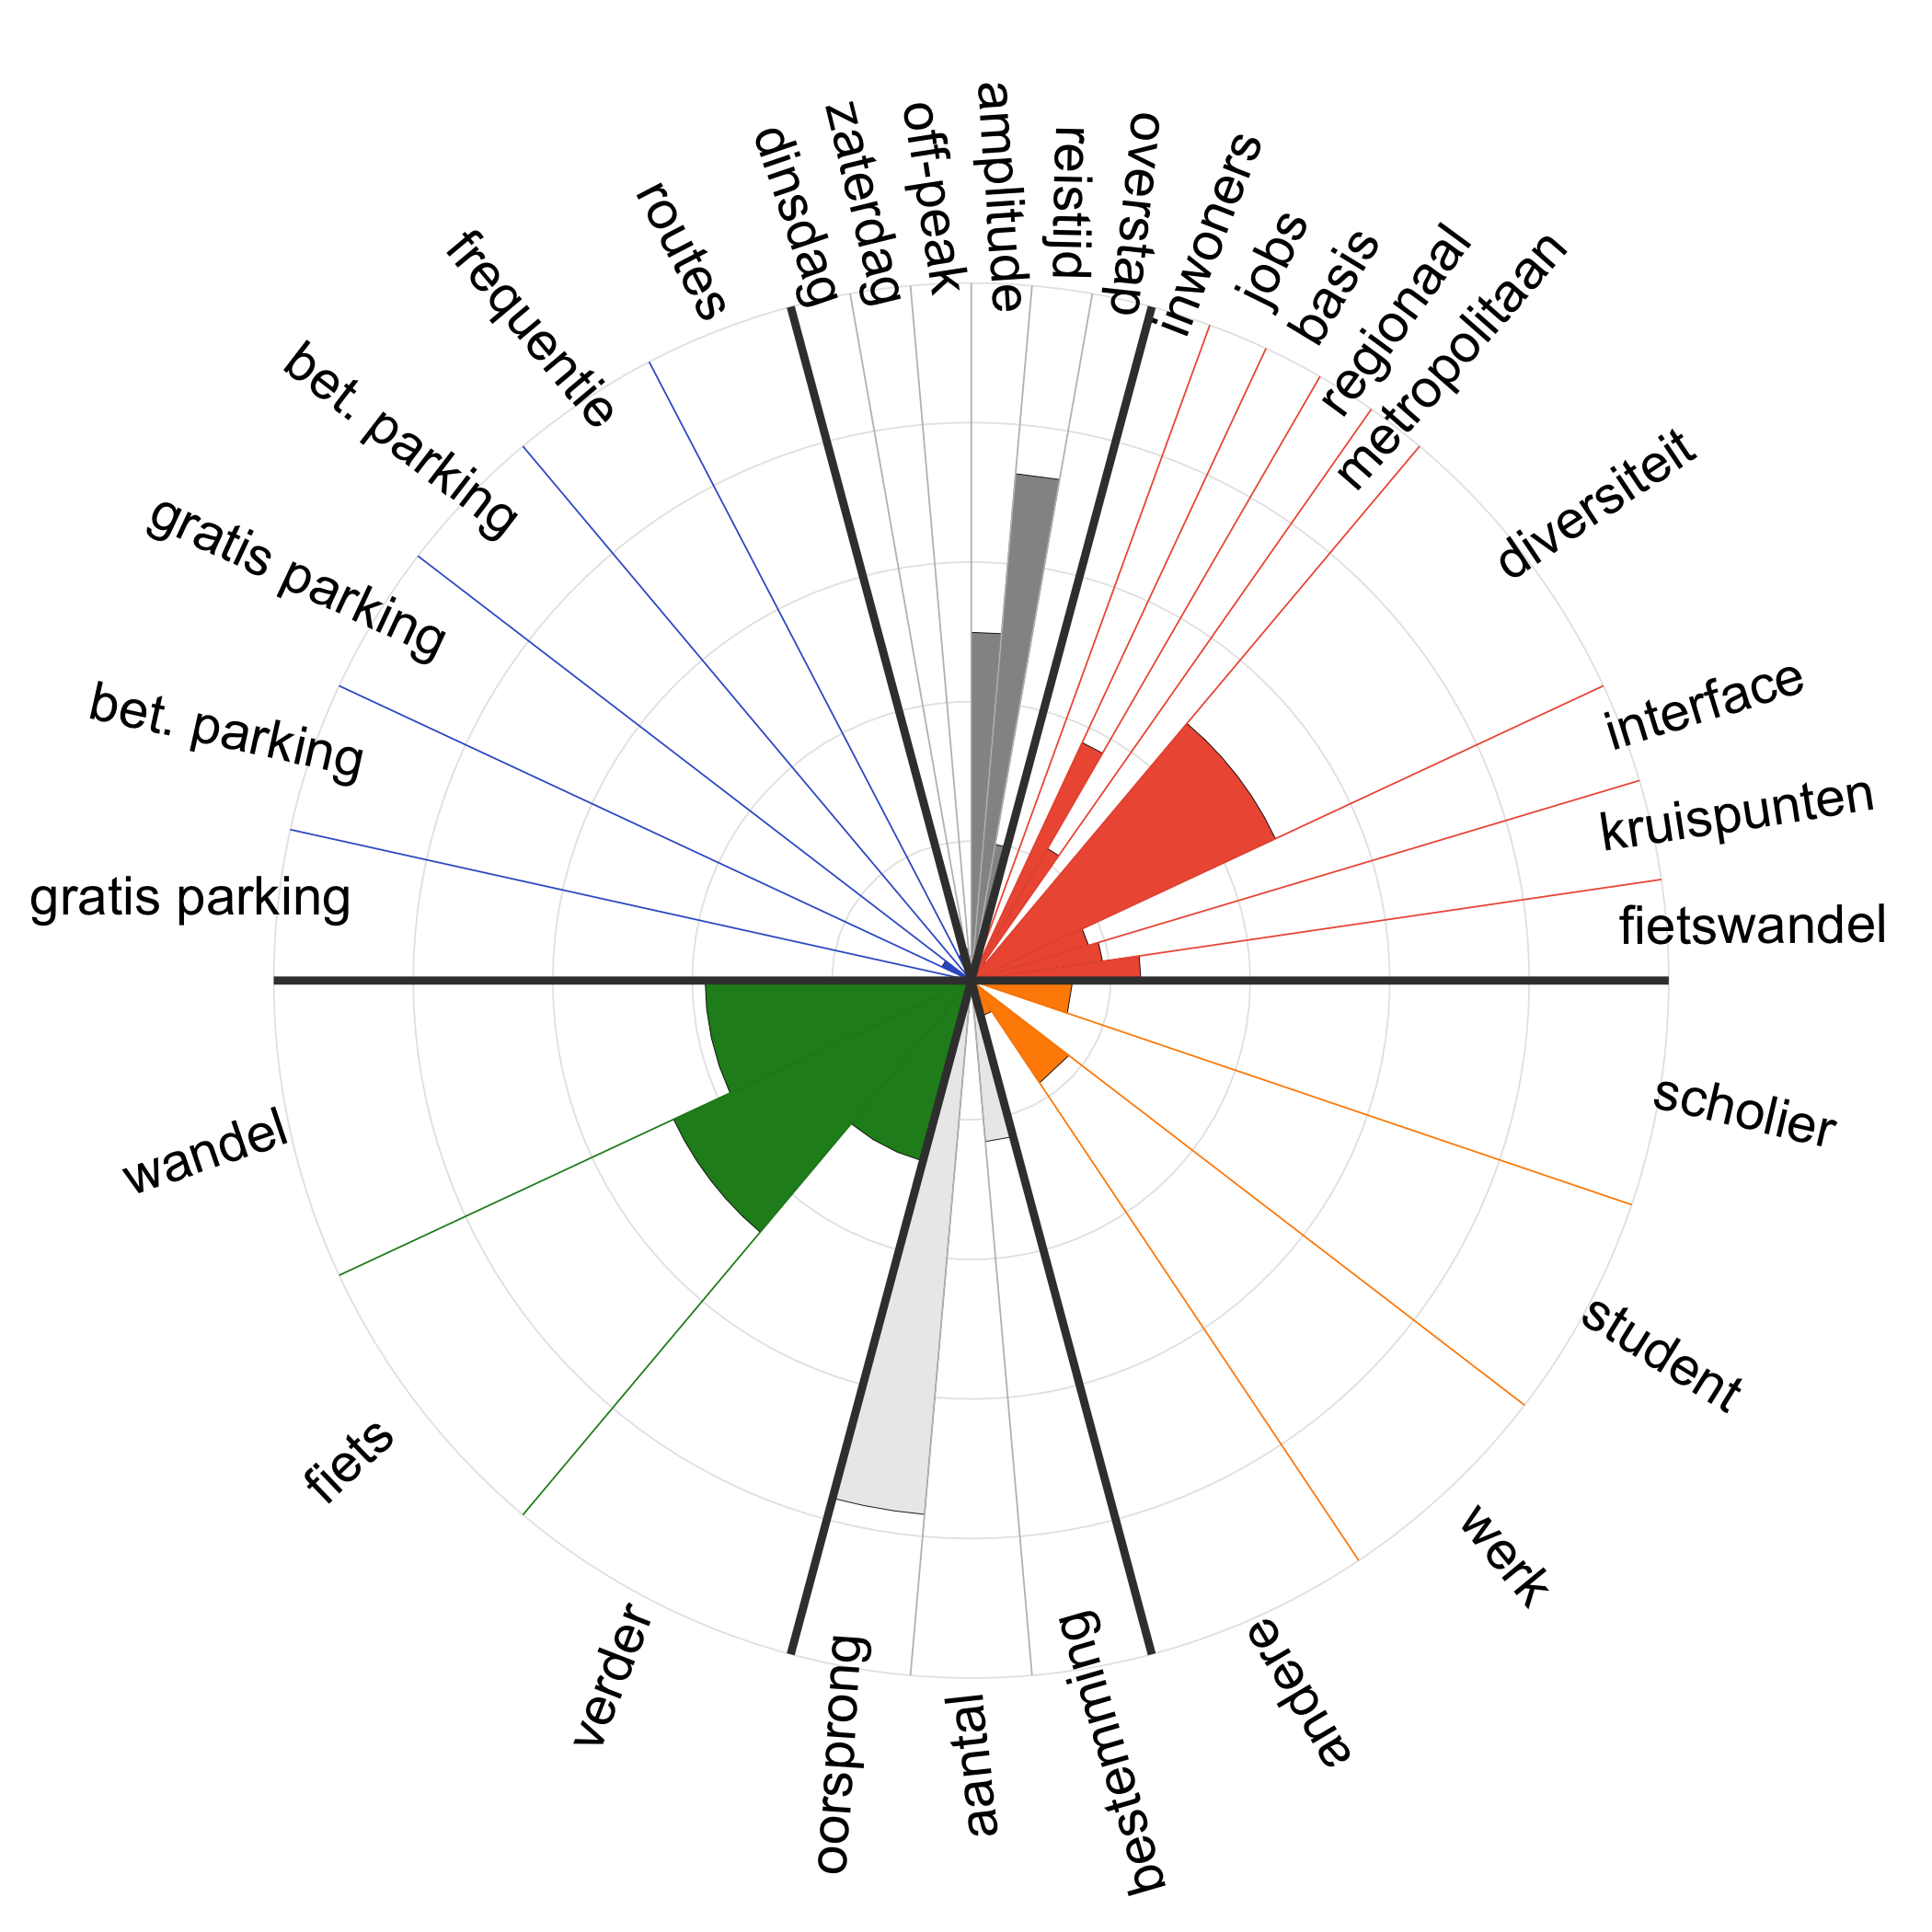 dinsdag
zaterdag
off-peak
amplitude
reistijd
overstap
inwoners
jobs
basis
regionaal
metropolitaan
diversiteit
interface
kruispunten
fietswandel
scholier
student
werk
andere
bestemming
aantal
oorsprong
verder
fiets
wandel
gratis parking
bet. parking
gratis parking
bet. parking
frequentie
routes